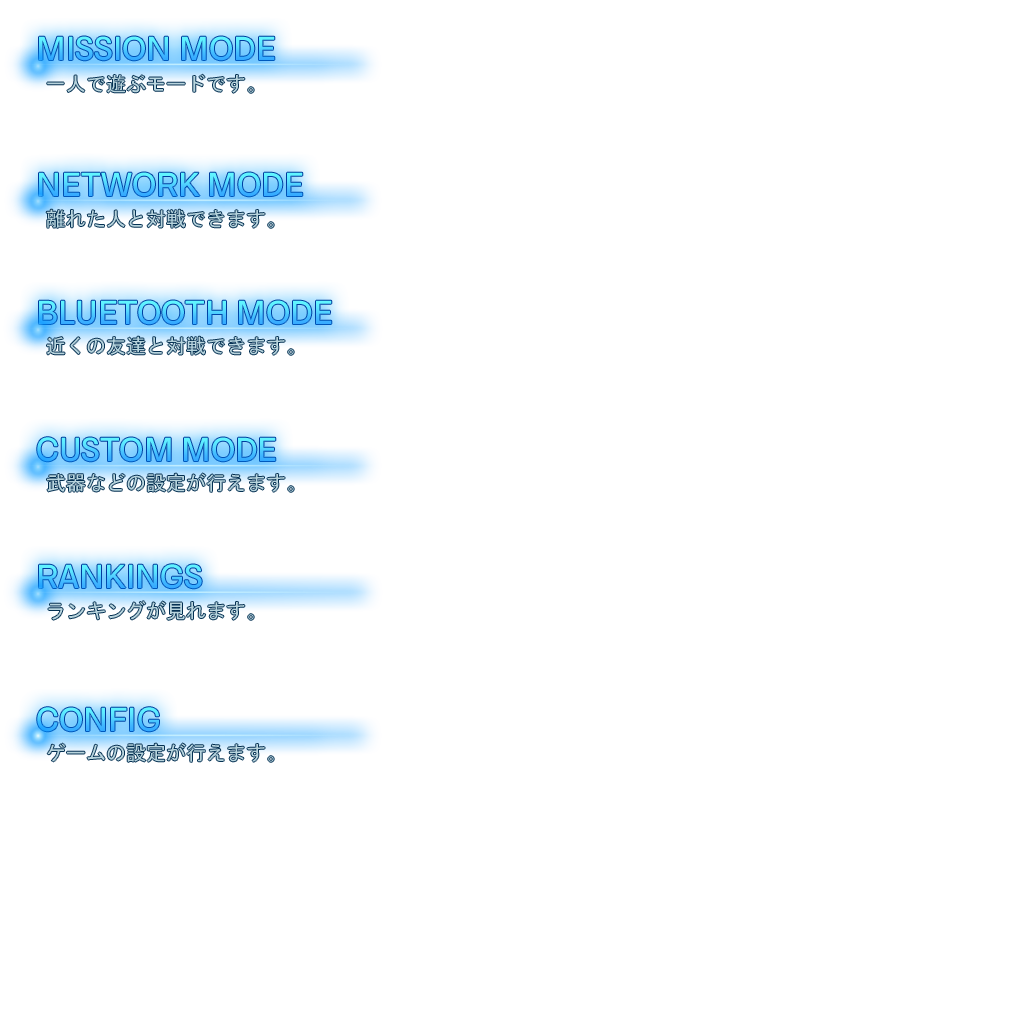 MISSION MODE
一人で遊ぶモードです。
NETWORK MODE
離れた人と対戦できます。
BLUETOOTH MODE
近くの友達と対戦できます。
CUSTOM MODE
武器などの設定が行えます。
RANKINGS
ランキングが見れます。
CONFIG
ゲームの設定が行えます。